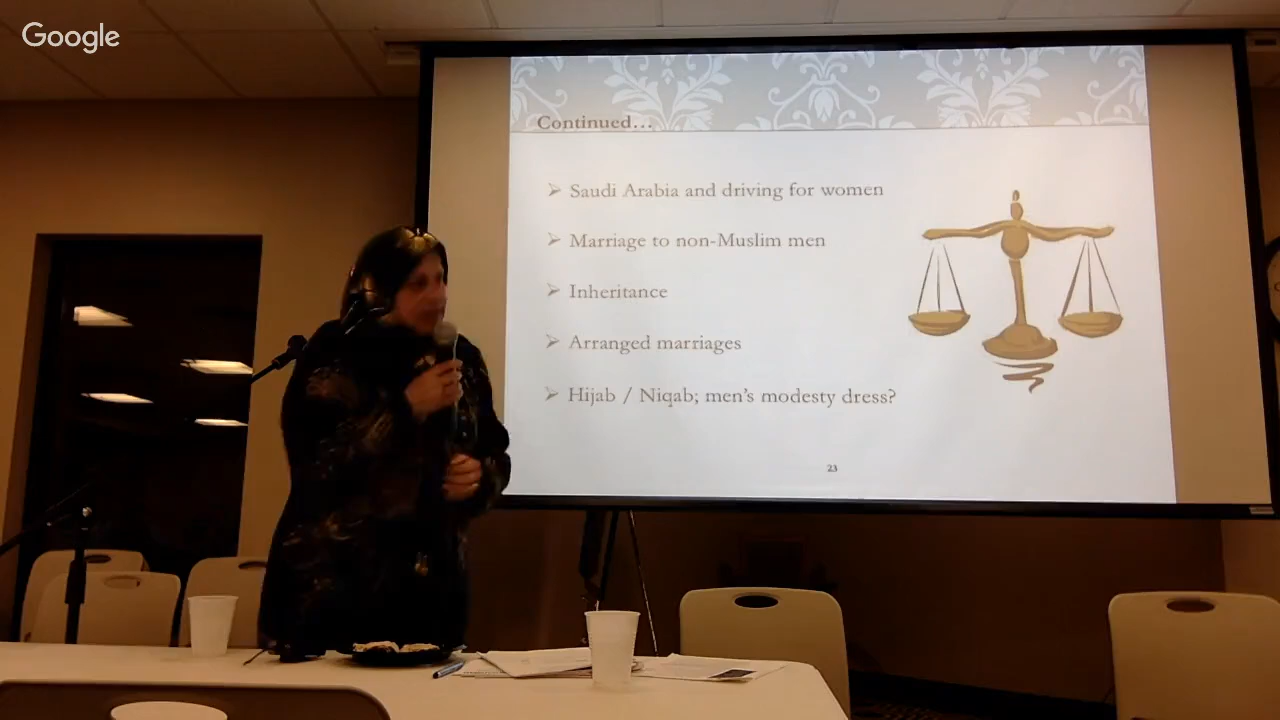 Google
Continued...
Saudi Arabia and driving for women
Marriage to non-Muslim men
Inheritance
Arranged marriages
Hijab / Niqab; men's modesty dress?
23